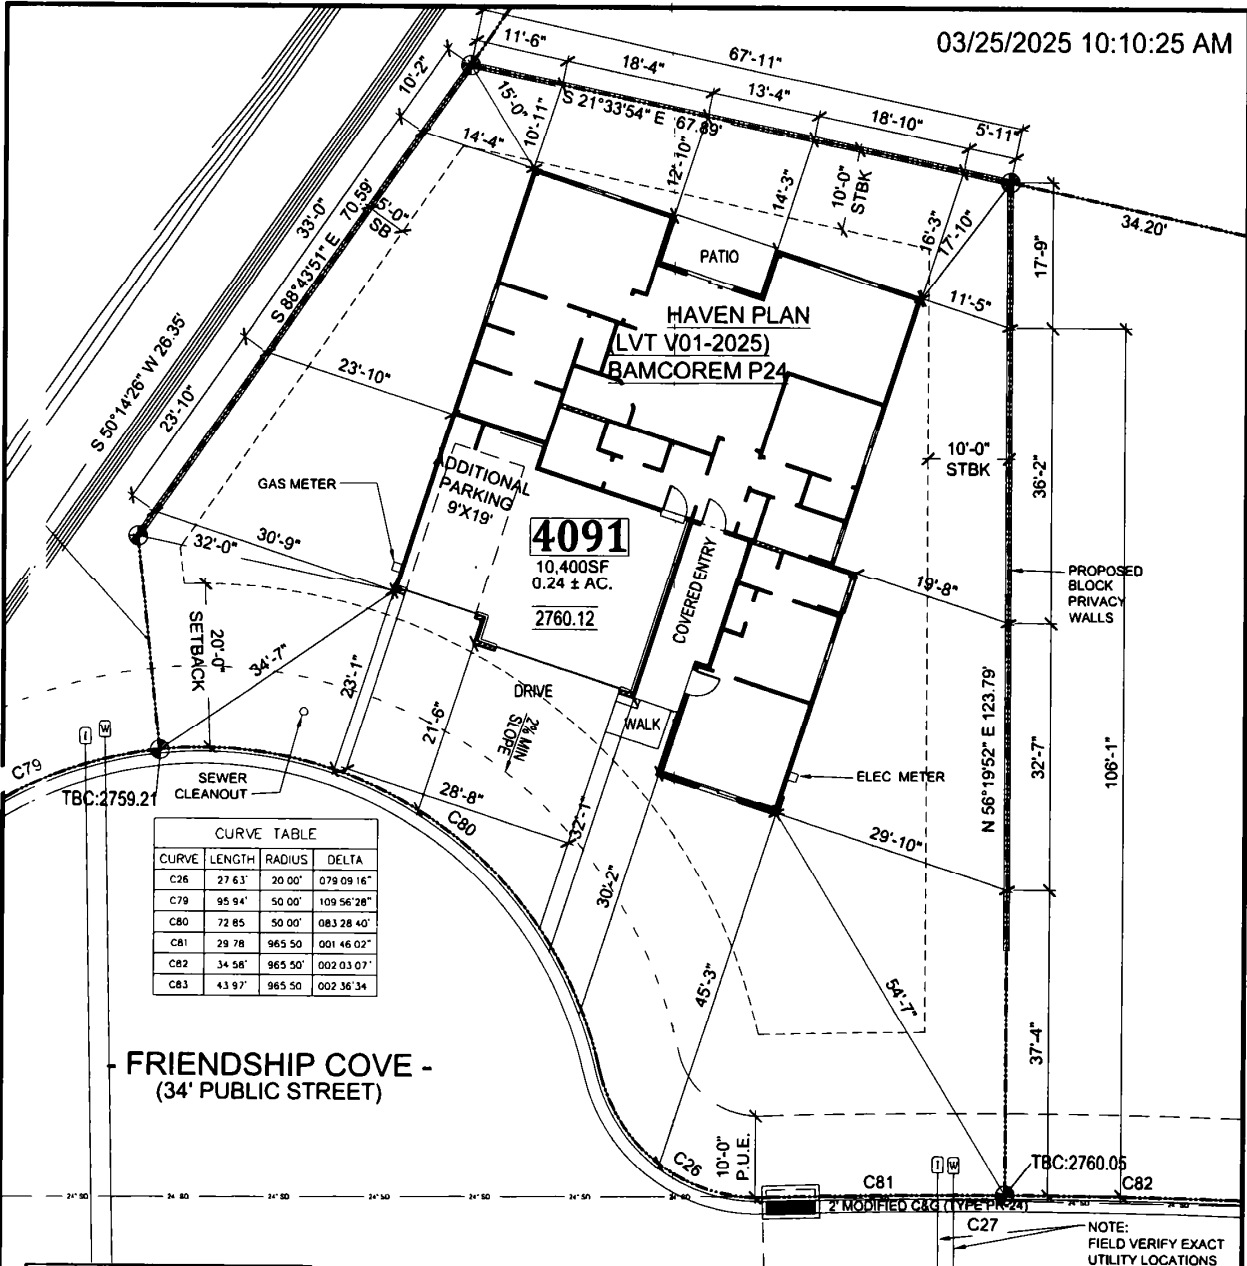 03/25/2025 10:10:25 AM
67'-11"
11'-6"
18'-4"
13'-4"
18'-10"
5'-11"
10'-2"
15'-0"
10'-11"
S 21°33'54" E 67.89'
14'-4"
12'-10"
14'-3"
10'-0"
STBK
16'-3"
17'-10"
34.20'
17'-9"
33'-0"
S 88°43'51" E 70.59'
5'-0"
SB
PATIO
11'-5"
HAVEN PLAN
(LVT V01-2025)
BAMCOREM P24
S 50°14'26" W 26.35'
23'-10"
23'-10"
10'-0"
STBK
36'-2"
ADDITIONAL
PARKING
9'X19'
GAS METER
4091
10,400SF
0.24 ± AC.
2760.12
30'-9"
32'-0"
COVERED ENTRY
19'-8"
PROPOSED
BLOCK
PRIVACY
WALLS
20'-0"
SETBACK
34'-7"
23'-1"
21'-6"
DRIVE
2% MIN
SLOPE
WALK
N 56°19'52" E 123.79'
32'-7"
106'-1"
I
W
C79
TBC:2759.21
SEWER
CLEANOUT
28'-8"
C80
32'-1"
ELEC METER
29'-10"
30'-2"
CURVE TABLE
CURVE LENGTH RADIUS DELTA
C26 27 63' 20 00' 079 09 16"
C79 95 94' 50 00' 109 56'28"
C80 72 85 50 00' 083 28 40'
C81 29 78 965 50 001 46 02"
C82 34 58' 965 50' 002 03 07'
C83 43 97' 965 50 002 36'34
45'-3"
54'-7"
37'-4"
- FRIENDSHIP COVE -
(34' PUBLIC STREET)
10'-0"
P.U.E.
C26
I
W
TBC:2760.05
C81
C82
2' MODIFIED C&G (TYPE PK-24)
C27
NOTE:
FIELD VERIFY EXACT
UTILITY LOCATIONS